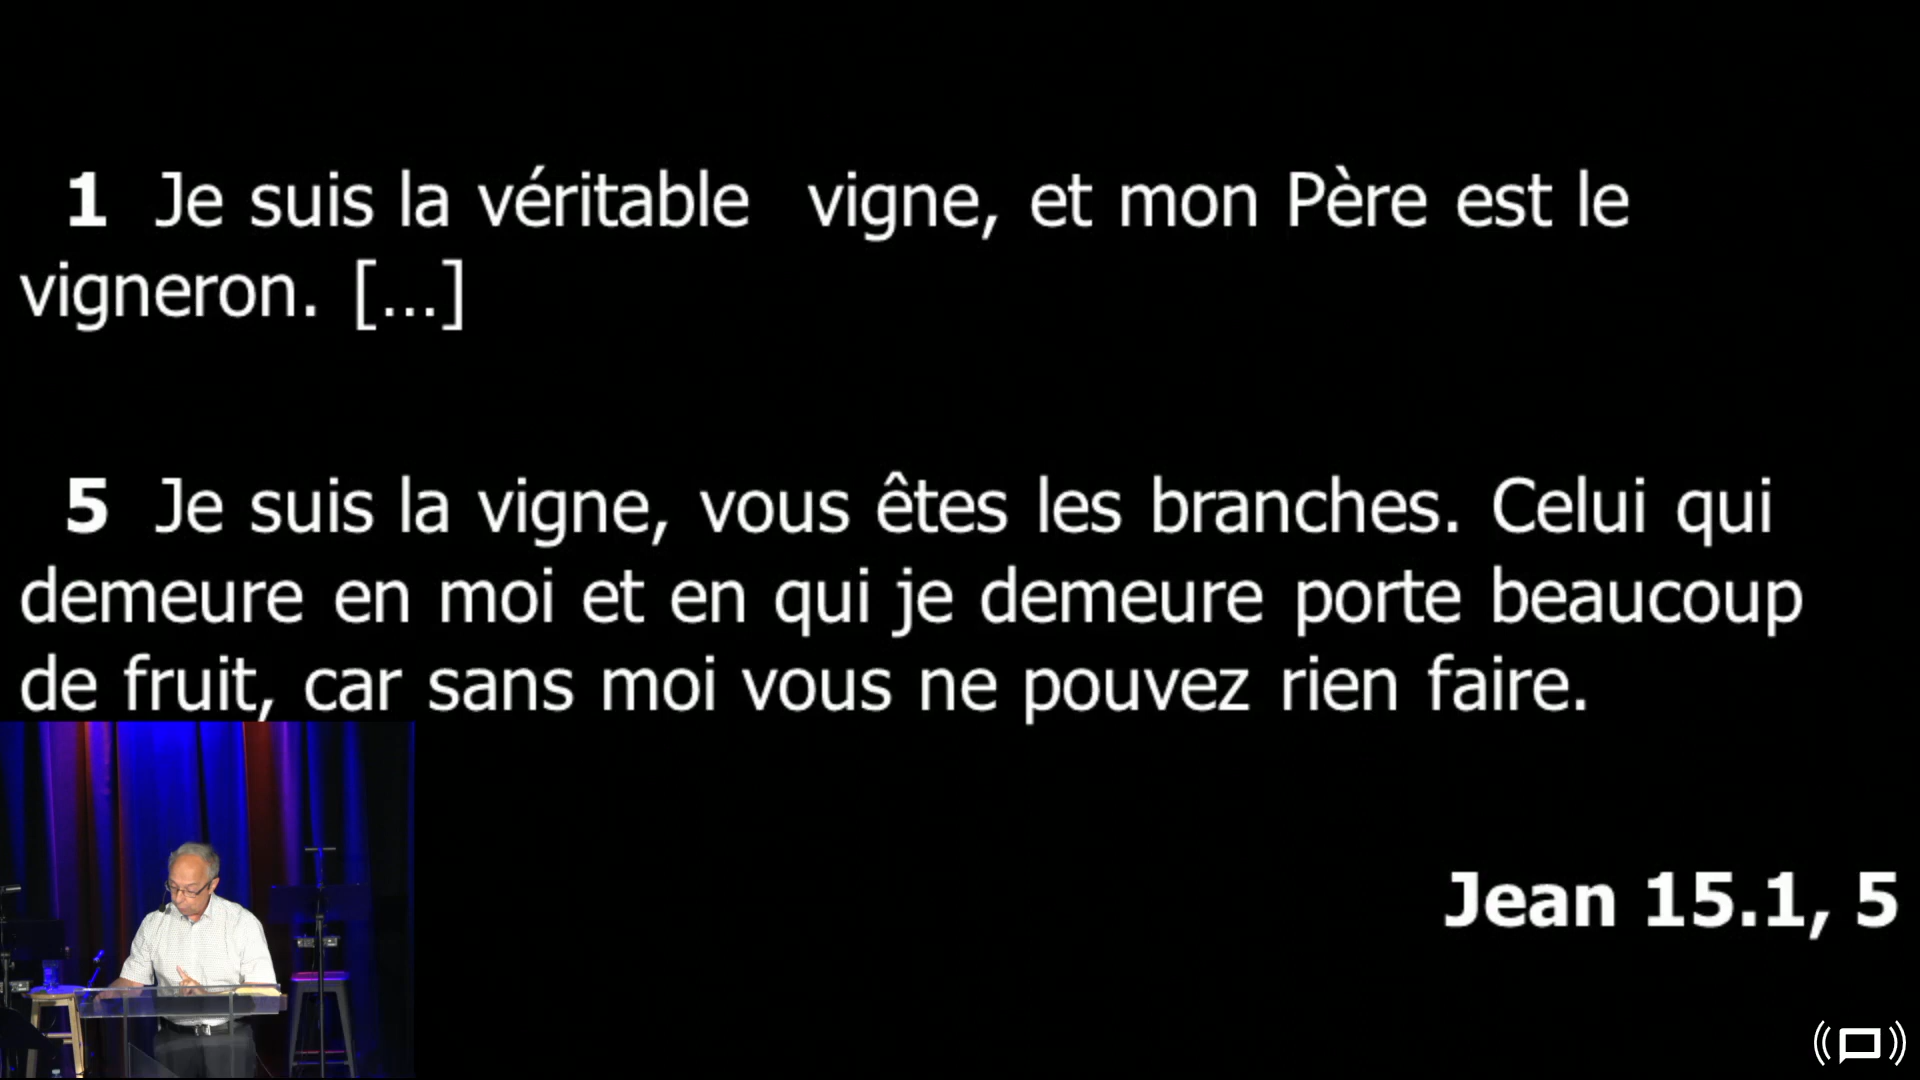 1 Je suis la véritable vigne, et mon Père est le
vigneron. [...]
5 Je suis la vigne, vous êtes les branches. Celui qui
demeure en moi et en qui je demeure porte beaucoup
de fruit, car sans moi vous ne pouvez rien faire.
Jean 15.1, 5